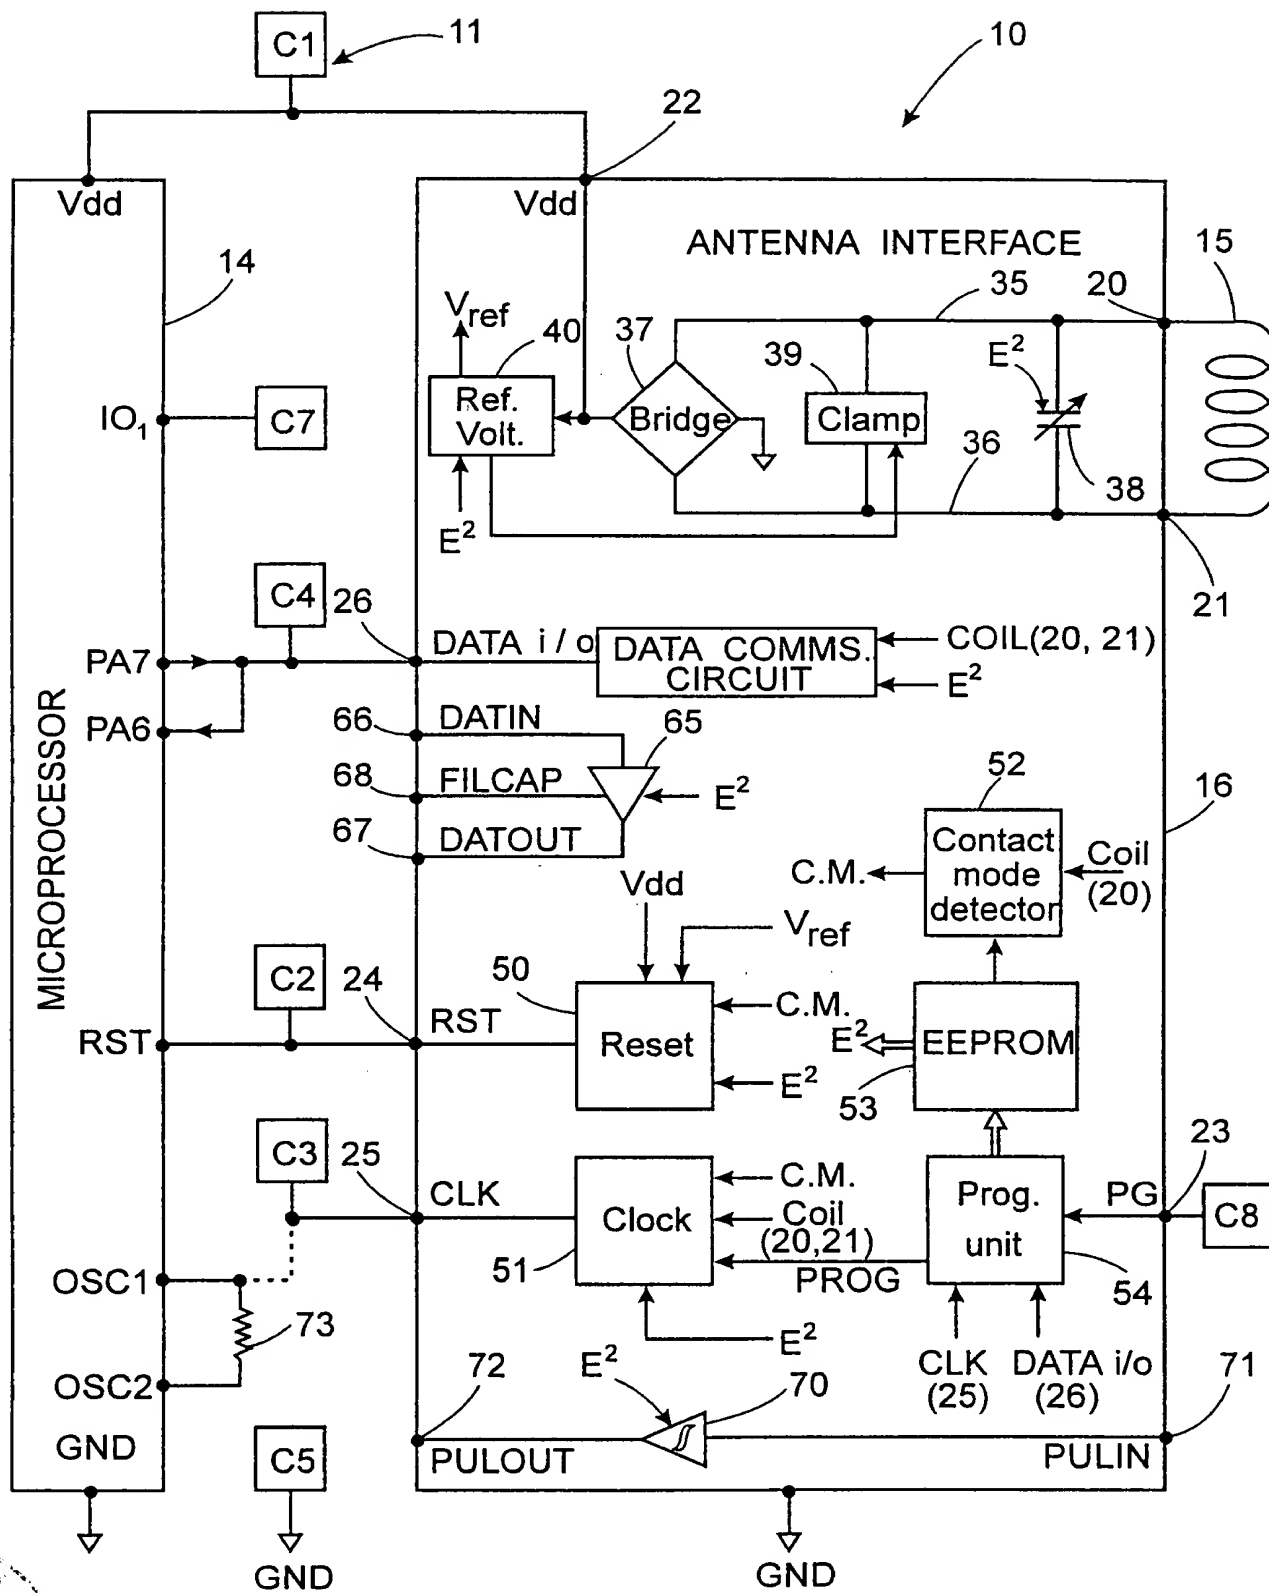 C1
11
10
22
Vdd
Vdd
ANTENNA INTERFACE
14
15
35
20
Vref
40
37
39
E²
Ref.
Volt.
Bridge
Clamp
IO₁
C7
36
38
E²
21
C4
26
DATA i/o
DATA COMMS.
CIRCUIT
COIL(20, 21)
E²
PA7
PA6
66
DATIN
65
68
FILCAP
E²
67
DATOUT
52
16
Contact
mode
detector
C.M.
Coil
(20)
MICROPROCESSOR
Vdd
Vref
C2
24
50
RST
RST
Reset
C.M.
E²
E²
EEPROM
53
C3
25
CLK
Clock
51
C.M.
Coil
(20,21)
PROG
Prog.
unit
PG
23
C8
54
OSC1
73
OSC2
E²
CLK
(25)
DATA i/o
(26)
71
72
E²
70
GND
C5
PULOUT
PULIN
GND
GND